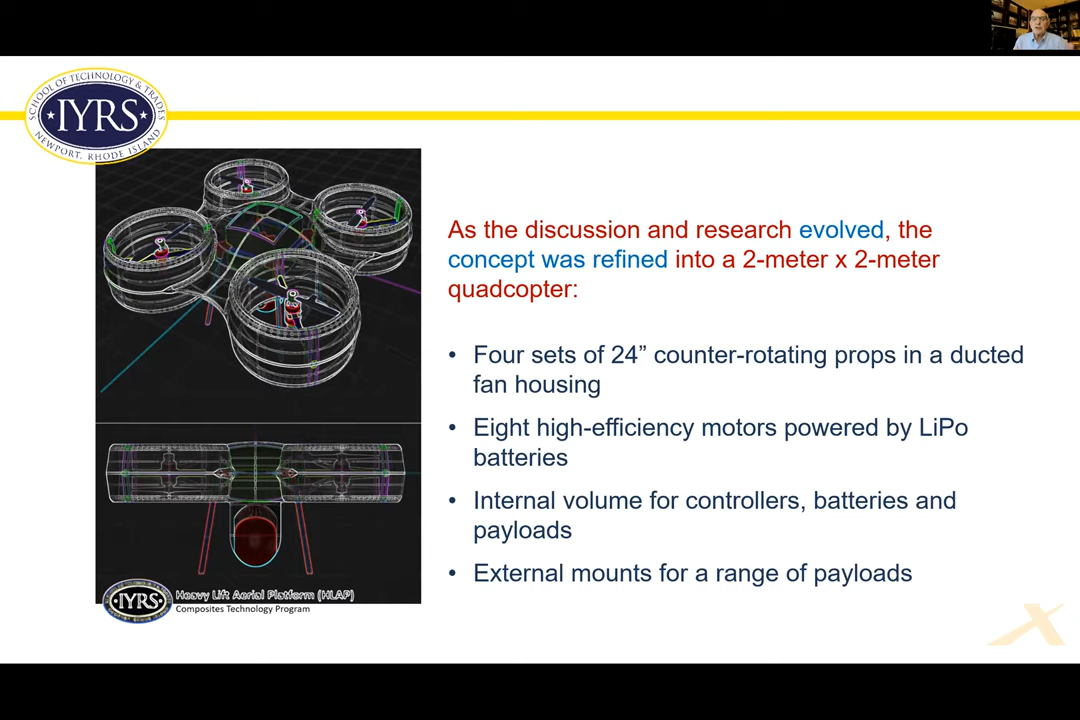 SCHOOL OF TECHNOLOGY & TRADES
IYRS
NEWPORT, RHODE ISLAND
As the discussion and research evolved, the
concept was refined into a 2-meter x 2-meter
quadcopter:
• Four sets of 24” counter-rotating props in a ducted
fan housing
• Eight high-efficiency motors powered by LiPo
batteries
• Internal volume for controllers, batteries and
payloads
• External mounts for a range of payloads
IYRS
Heavy Lift Aerial Platform (HLAP)
Composites Technology Program